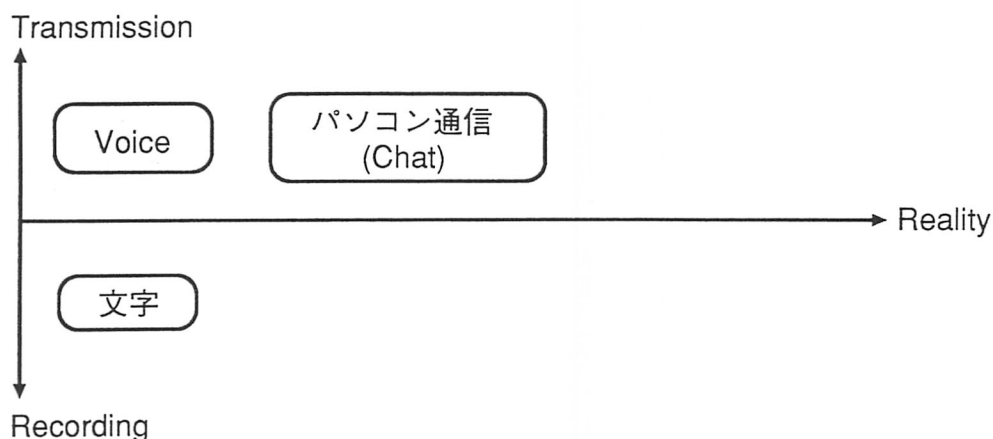 Transmission
Voice
パソコン通信
(Chat)
Reality
文字
Recording